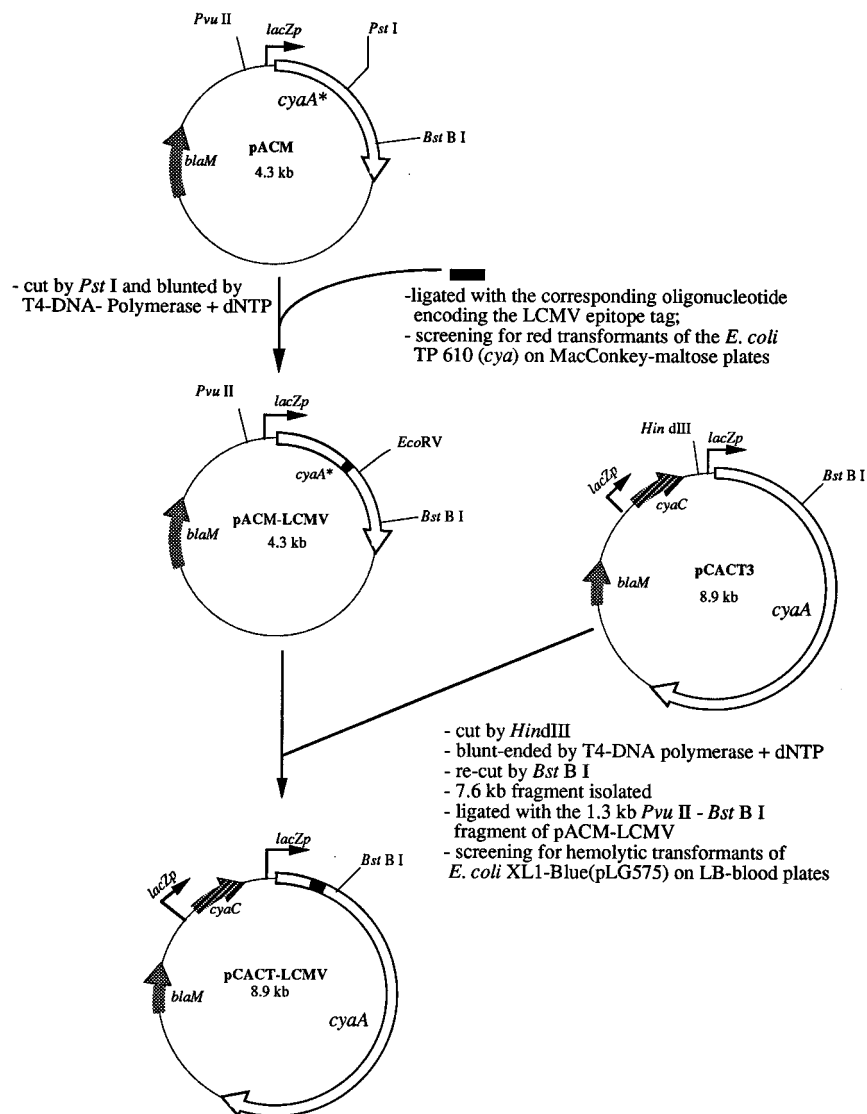 Pvu II
lacZp
Pst I
cyaA*
Bst B I
pACM
4.3 kb
blaM
- cut by Pst I and blunted by
T4-DNA- Polymerase + dNTP
-ligated with the corresponding oligonucleotide
encoding the LCMV epitope tag;
- screening for red transformants of the E. coli
TP 610 (cya) on MacConkey-maltose plates
Pvu II
lacZp
EcoRV
cyaA*
Bst B I
pACM-LCMV
4.3 kb
blaM
Hin dIII
lacZp
lacZp
cyaC
Bst B I
pCACT3
8.9 kb
blaM
cyaA
- cut by HindIII
- blunt-ended by T4-DNA polymerase + dNTP
- re-cut by Bst B I
- 7.6 kb fragment isolated
- ligated with the 1.3 kb Pvu II - Bst B I
fragment of pACM-LCMV
- screening for hemolytic transformants of
E. coli XL1-Blue(pLG575) on LB-blood plates
lacZp
lacZp
cyaC
Bst B I
pCACT-LCMV
8.9 kb
blaM
cyaA